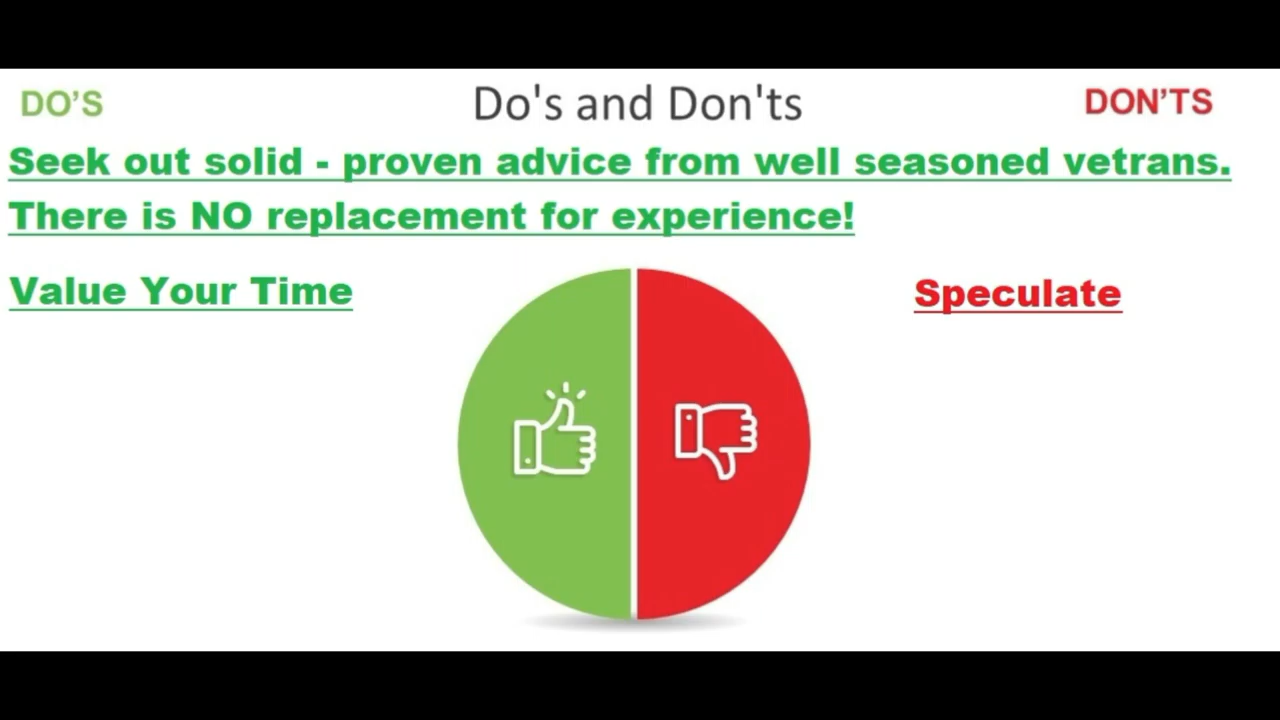 DO'S
Do's and Don'ts
DON'TS
Seek out solid - proven advice from well seasoned vetrans.
There is NO replacement for experience!
Value Your Time
Speculate